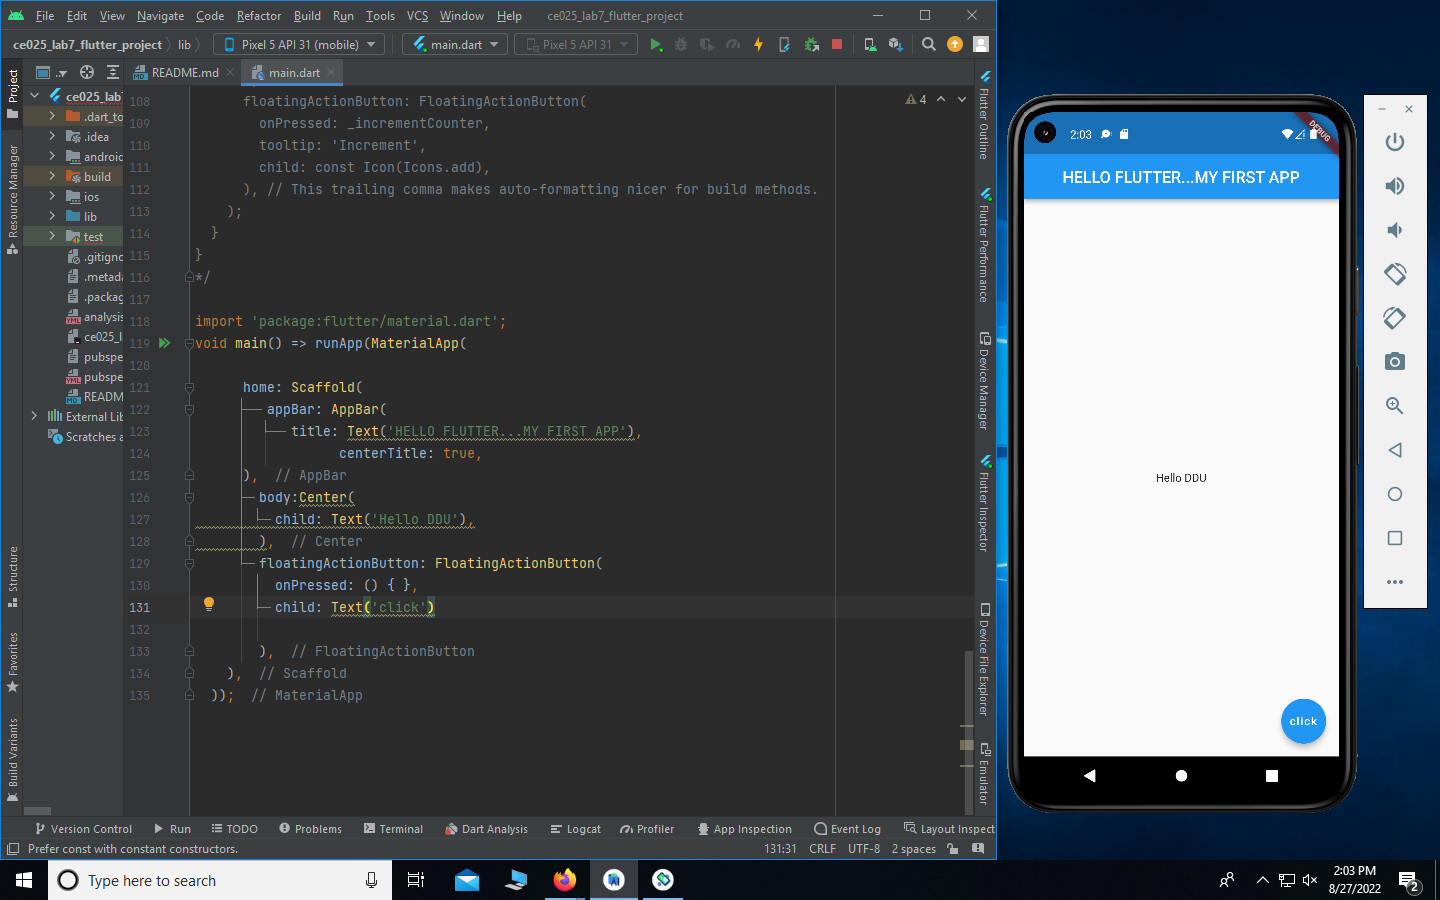 File Edit View Navigate Code Refactor Build Run Tools VCS Window Help ce025_lab7_flutter_project
ce025_lab7_flutter_project lib Pixel 5 API 31 (mobile) main.dart Pixel 5 API 31
README.md main.dart
Project
Resource Manager
Structure
Favorites
Build Variants
ce025_lab
.dart_to
.idea
android
build
ios
lib
test
.gitigno
.metada
.packag
analysis
ce025_l
pubspe
pubspe
READM
External Lib
Scratches a
4
108 floatingActionButton: FloatingActionButton(
109 onPressed: _incrementCounter,
110 tooltip: 'Increment',
111 child: const Icon(Icons.add),
112 ), // This trailing comma makes auto-formatting nicer for build methods.
113 );
114 }
115 }
116 */
117
118 import 'package:flutter/material.dart';
119 void main() => runApp(MaterialApp(
120
121 home: Scaffold(
122 appBar: AppBar(
123 title: Text('HELLO FLUTTER...MY FIRST APP'),
124 centerTitle: true,
125 ), // AppBar
126 body:Center(
127 child: Text('Hello DDU'),
128 ), // Center
129 floatingActionButton: FloatingActionButton(
130 onPressed: () { },
131 child: Text('click')
132
133 ), // FloatingActionButton
134 ), // Scaffold
135 )); // MaterialApp
Flutter Outline
Flutter Performance
Device Manager
Flutter Inspector
Device File Explorer
Emulator
Version Control Run TODO Problems Terminal Dart Analysis Logcat Profiler App Inspection Event Log Layout Inspect
Prefer const with constant constructors. 131:31 CRLF UTF-8 2 spaces
2:03
DEBUG
HELLO FLUTTER...MY FIRST APP
Hello DDU
click
Type here to search
2:03 PM
8/27/2022
2